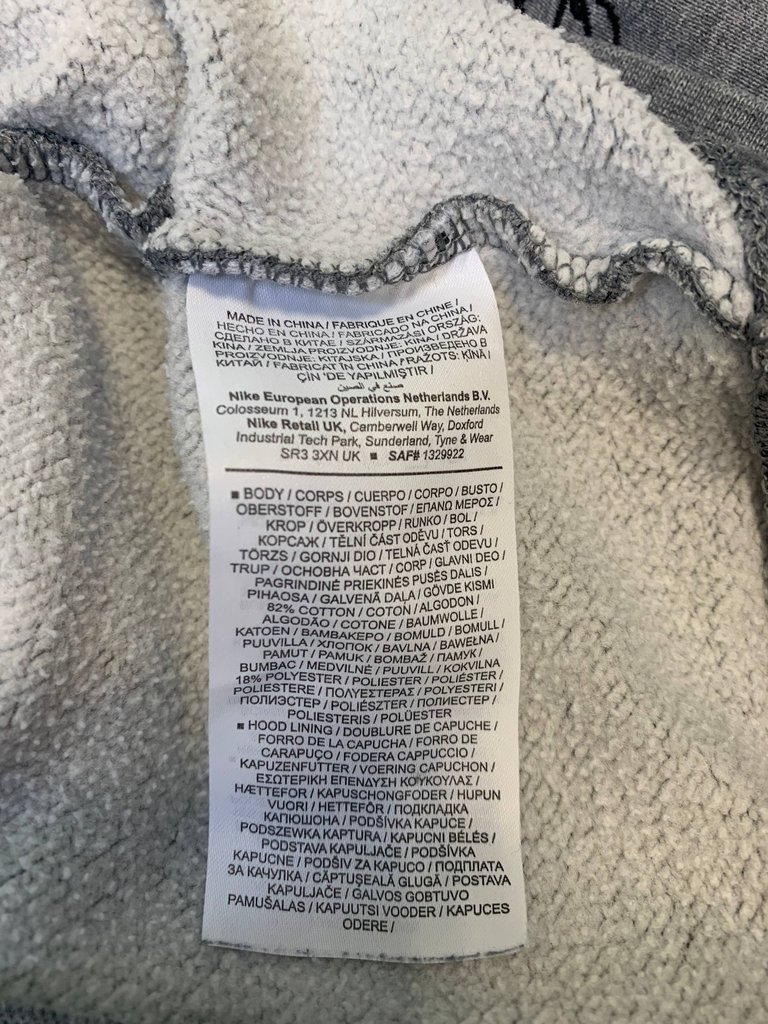 MADE IN CHINA / FABRIQUE EN CHINE /
HECHO EN CHINA / FABRICADO NA CHINA /
СДЕЛАНО В КИТАЕ / SZÁRMAZÁSI ORSZÁG:
KÍNA / ZEMLJA PROIZVODNJE: KINA / DRŽAVA
PROIZVODNJE: KITAJSKA / ПРОИЗВЕДЕНО В
КИТАЙ / FABRICAT ÎN CHINA / RAŽOTS: ĶĪNĀ /
ÇİN 'DE YAPILMIŞTIR /
صنع في الصين
Nike European Operations Netherlands B.V.
Colosseum 1, 1213 NL Hilversum, The Netherlands
Nike Retail UK, Camberwell Way, Doxford
Industrial Tech Park, Sunderland, Tyne & Wear
SR3 3XN UK ■ SAF# 1329922
■ BODY / CORPS / CUERPO / CORPO / BUSTO /
OBERSTOFF / BOVENSTOF / ΕΠΑΝΩ ΜΕΡΟΣ /
KROP / ÖVERKROPP / RUNKO / BOL /
КОРСАЖ / TĚLNÍ ČÁST ODĚVU / TORS /
TÖRZS / GORNJI DIO / TELNÁ ČASŤ ODEVU /
TRUP / ОСНОВНА ЧАСТ / CORP / GLAVNI DEO /
PAGRINDINĖ PRIEKINĖS PUSĖS DALIS /
PIHAOSA / GALVENĀ DAĻA / GÖVDE KISMI
82% COTTON / COTON / ALGODON /
ALGODÃO / COTONE / BAUMWOLLE /
KATOEN / ΒΑΜΒΑΚΕΡΟ / BOMULD / BOMULL /
PUUVILLA / ХЛОПОК / BAVLNA / BAWEŁNA /
PAMUT / PAMUK / BOMBAŽ / ПАМУК /
BUMBAC / MEDVILNĖ / PUUVILL / KOKVILNA
18% POLYESTER / POLIESTER / POLIÉSTER /
POLIESTERE / ΠΟΛΥΕΣΤΕΡΑΣ / POLYESTERI /
ПОЛИЭСТЕР / POLIÉSZTER / ПОЛИЕСТЕР /
POLIESTERIS / POLÜESTER
■ HOOD LINING / DOUBLURE DE CAPUCHE /
FORRO DE LA CAPUCHA / FORRO DE
CARAPUÇO / FODERA CAPPUCCIO /
KAPUZENFUTTER / VOERING CAPUCHON /
ΕΣΩΤΕΡΙΚΗ ΕΠΕΝΔΥΣΗ ΚΟΥΚΟΥΛΑΣ /
HÆTTEFOR / KAPUSCHONGFODER / HUPUN
VUORI / HETTEFÔR / ПОДКЛАДКА
КАПЮШОНА / PODŠÍVKA KAPUCE /
PODSZEWKA KAPTURA / KAPUCNI BÉLÉS /
PODSTAVA KAPULJAČE / PODŠÍVKA
KAPUCNE / PODŠIV ZA KAPUCO / ПОДПЛАТА
ЗА КАЧУЛКА / CĂPTUŞEALĂ GLUGĂ / POSTAVA
KAPULJAČE / GALVOS GOBTUVO
PAMUŠALAS / KAPUUTSI VOODER / KAPUCES
ODERE /